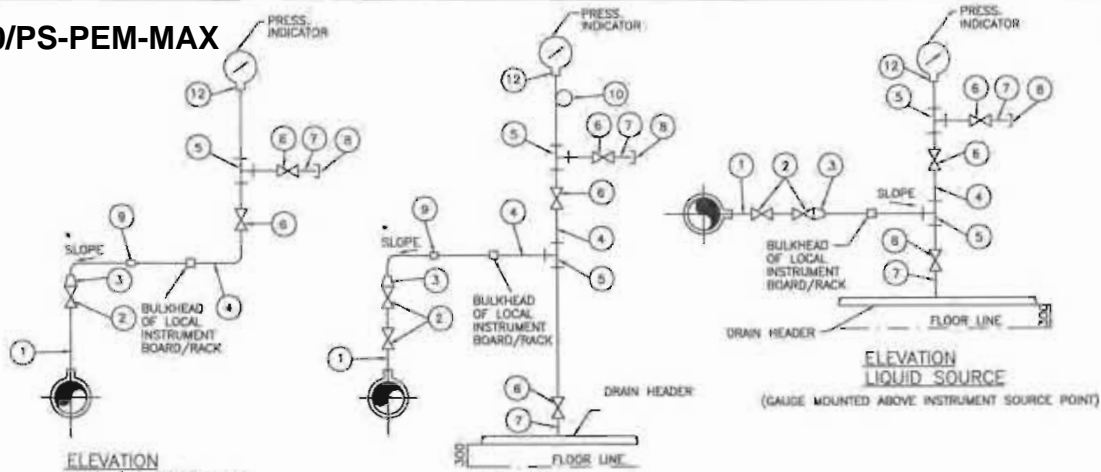 0/PS-PEM-MAX
PRESS.
INDICATOR
12
5
6
7
8
6
9
SLOPE
3
2
BULKHEAD
OF LOCAL
INSTRUMENT
BOARD/RACK
4
1
ELEVATION
PRESS.
INDICATOR
12
10
5
6
7
8
6
9
4
4
SLOPE
3
5
2
BULKHEAD
OF LOCAL
INSTRUMENT
BOARD/RACK
1
6
7
DRAIN HEADER
300
FLOOR LINE
PRESS.
INDICATOR
12
5
6
7
8
6
1
2
3
SLOPE
4
5
BULKHEAD
OF LOCAL
INSTRUMENT
BOARD/RACK
6
7
DRAIN HEADER
FLOOR LINE
300
ELEVATION
LIQUID SOURCE
(GAUGE MOUNTED ABOVE INSTRUMENT SOURCE POINT)